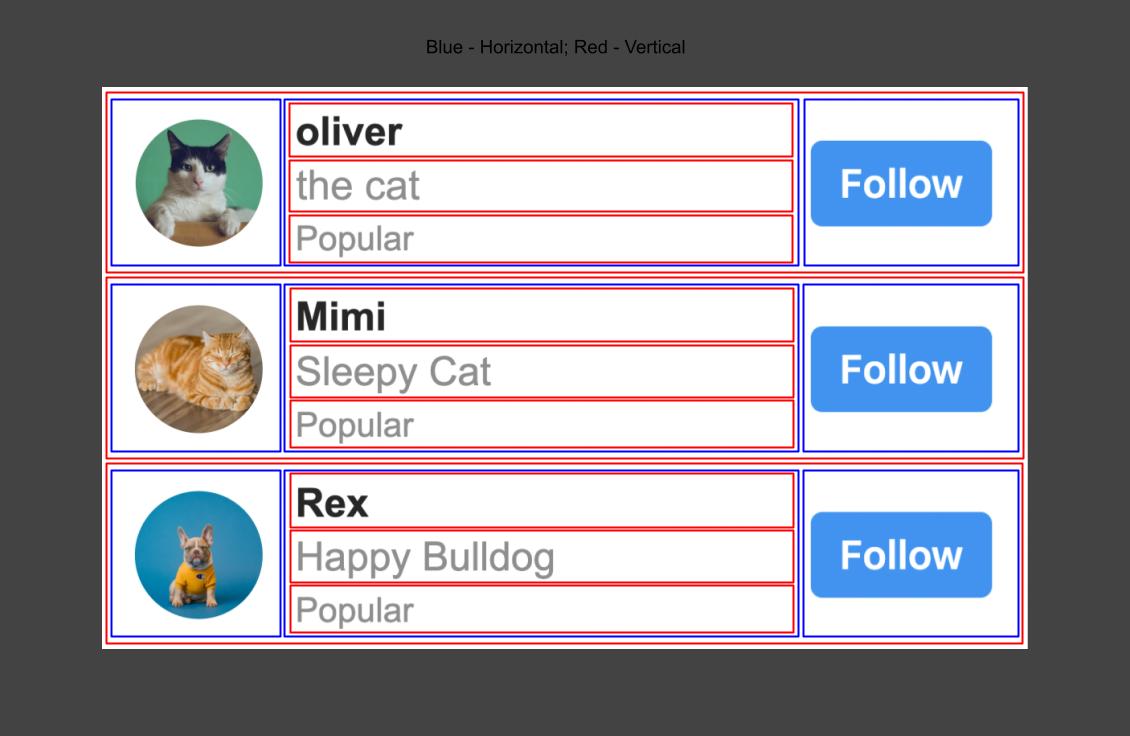 Blue - Horizontal; Red - Vertical
oliver
the cat
Popular
Follow
Mimi
Sleepy Cat
Popular
Follow
Rex
Happy Bulldog
Popular
Follow